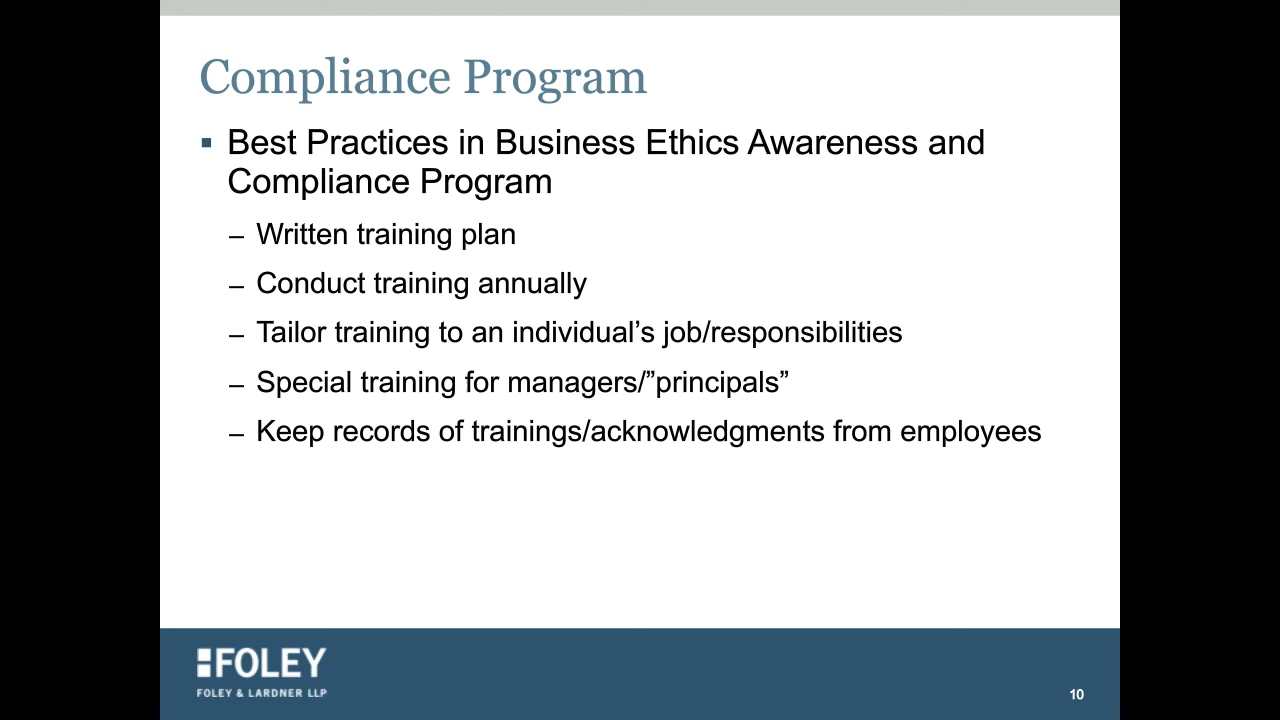 Compliance Program
▪ Best Practices in Business Ethics Awareness and
Compliance Program
– Written training plan
– Conduct training annually
– Tailor training to an individual’s job/responsibilities
– Special training for managers/”principals”
– Keep records of trainings/acknowledgments from employees
FOLEY
FOLEY & LARDNER LLP
10